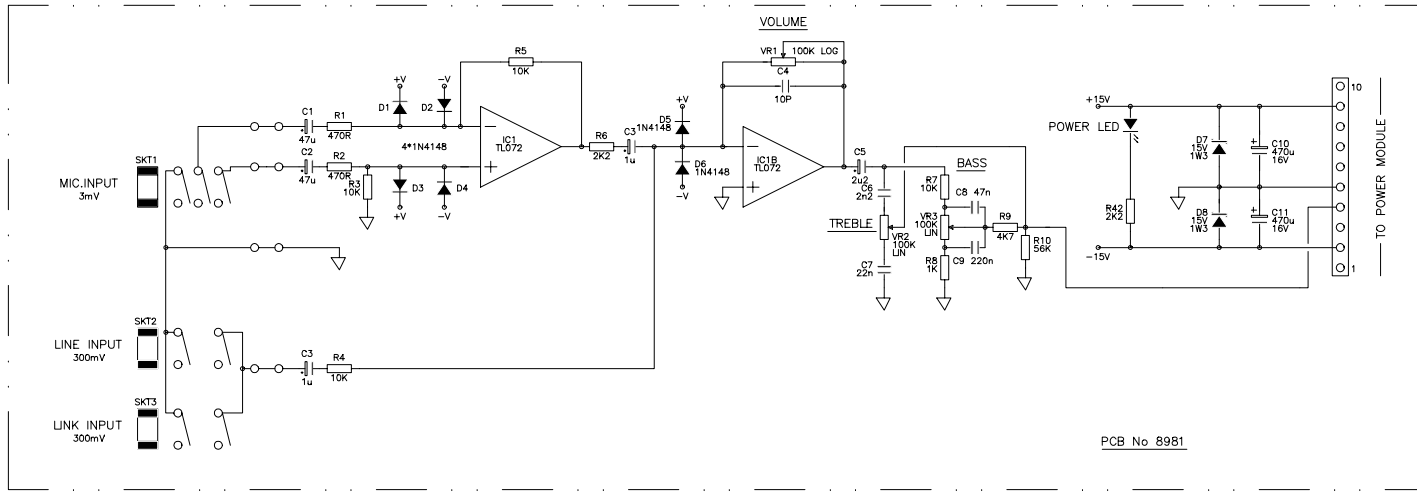 VOLUME
VR1 100K LOG
C4
10P
R5
10K
+V
-V
D1
D2
C1
47u
R1
470R
4*1N4148
IC1
TL072
C2
47u
R2
470R
R3
10K
D3
D4
+V
-V
SKT1
MIC.INPUT
3mV
R6
2K2
C3
1u
+V
D5
1N4148
D6
1N4148
-V
IC1B
TL072
C5
2u2
C6
2n2
TREBLE
VR2
100K
LIN
C7
22n
BASS
R7
10K
C8 47n
VR3
100K
LIN
R8
1K
C9 220n
R9
4K7
R10
56K
+15V
POWER LED
R42
2K2
-15V
D7
15V
1W3
D8
15V
1W3
C10
470u
16V
C11
470u
16V
10
1
TO POWER MODULE
SKT2
LINE INPUT
300mV
C3
1u
R4
10K
SKT3
LINK INPUT
300mV
PCB No 8981